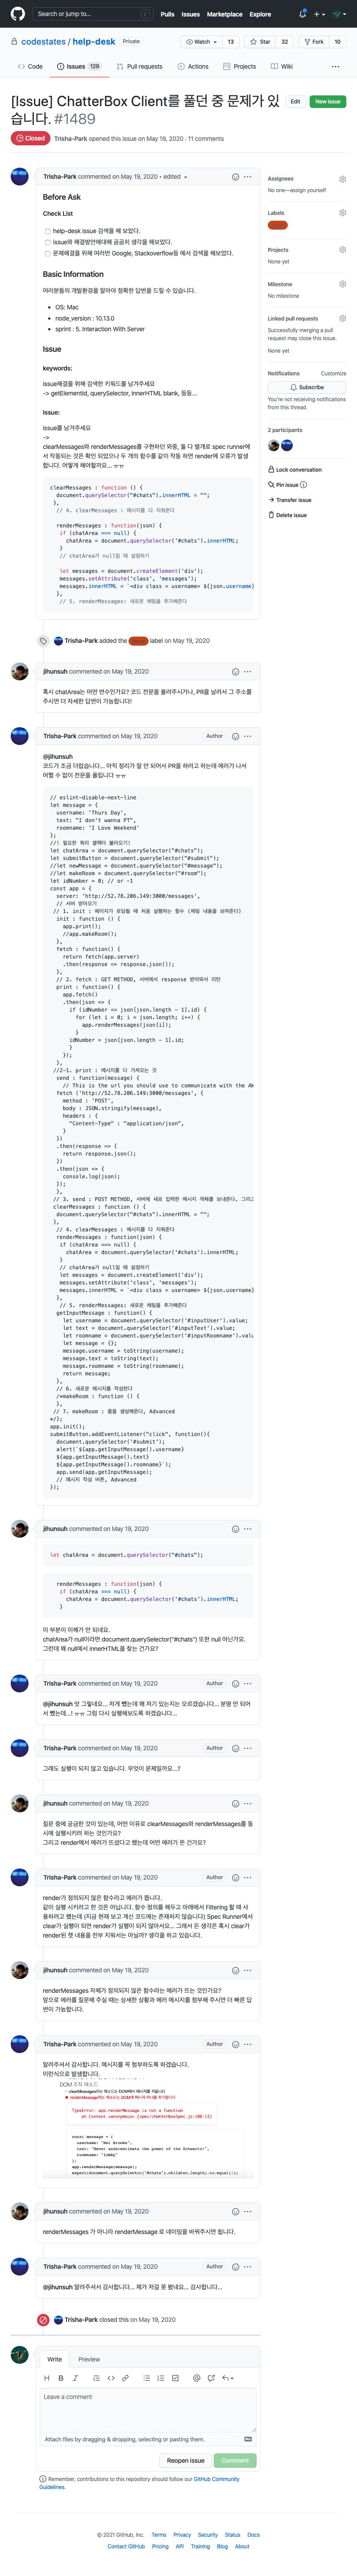 Search or jump to...
/
Pulls Issues Marketplace Explore
codestates / help-desk Private
Watch 13 Star 32 Fork 10
Code Issues 129 Pull requests Actions Projects Wiki
[Issue] ChatterBox Client를 풀던 중 문제가 있
습니다. #1489
Edit New issue
Closed Trisha-Park opened this issue on May 19, 2020 · 11 comments
Trisha-Park commented on May 19, 2020 • edited
Before Ask
Check List
help-desk issue 검색을 해 보았다.
issue와 해결방안에대해 곰곰히 생각을 해보았다.
문제해결을 위해 여러번 Google, Stackoverflow등 에서 검색을 해보았다.
Basic Information
여러분들의 개발환경을 알아야 정확한 답변을 드릴 수 있습니다.
OS: Mac
node_version : 10.13.0
sprint : 5. Interaction With Server
Issue
keywords:
issue해결을 위해 검색한 키워드를 남겨주세요
-> getElementId, querySelector, innerHTML blank, 등등...
Issue:
issue를 남겨주세요
->
clearMessages와 renderMessages를 구현하던 와중, 둘 다 별개로 spec runner에
서 작동되는 것은 확인 되었으나 두 개의 함수를 같이 작동 하면 render에 오류가 발생
합니다. 어떻게 해야할까요... ㅠㅠ
clearMessages : function () {
document.querySelector("#chats").innerHTML = "";
},
// 4. clearMessages : 메시지를 다 지워준다
renderMessages : function(json) {
if (chatArea === null) {
chatArea = document.querySelector('#chats').innerHTML;
}
// chatArea가 null일 때 설정하기
let messages = document.createElement('div');
messages.setAttribute('class', 'messages');
messages.innerHTML = `<div class = username> ${json.username}
},
// 5. renderMessages: 새로운 채팅을 추가해준다
Trisha-Park added the label on May 19, 2020
jihunsuh commented on May 19, 2020
혹시 chatArea는 어떤 변수인가요? 코드 전문을 올려주시거나, PR을 날려서 그 주소를
주시면 더 자세한 답변이 가능합니다!
Trisha-Park commented on May 19, 2020 Author
@jihunsuh
코드가 조금 더럽습니다... 아직 정리가 잘 안 되어서 PR을 하려고 하는데 에러가 나서
어쩔 수 없이 전문을 올립니다 ㅠㅠ
// eslint-disable-next-line
let message = {
username: 'Thurs Day',
text: "I don't wanna PT",
roomname: 'I Love Weekend'
};
// 필요한 쿼리 셀렉터 불러오기!
let chatArea = document.querySelector("#chats");
let submitButton = document.querySelector("#submit");
//let newMessage = document.querySelector("#message");
//let makeRoom = document.querySelector("#room");
let idNumber = 0; // or -1
const app = {
server: 'http://52.78.206.149:3000/messages',
// 서버 받아오기
// 1. init : 페이지가 로딩될 때 처음 실행하는 함수 (채팅 내용을 보여준다)
init : function () {
app.print();
//app.makeRoom();
},
fetch : function() {
return fetch(app.server)
.then(response => response.json());
},
// 2. fetch : GET METHOD, 서버에서 response 받아와서 리턴
print : function() {
app.fetch()
.then(json => {
if (idNumber <= json[json.length - 1].id) {
for (let i = 0; i < json.length; i++) {
app.renderMessages(json[i]);
}
idNumber = json[json.length - 1].id;
}
});
},
//2-1. print : 메시지를 다 가져오는 것
send : function(message) {
// This is the url you should use to communicate with the AW
fetch ('http://52.78.206.149:3000/messages', {
method : 'POST',
body : JSON.stringify(message),
headers : {
"Content-Type" : "application/json",
}
})
.then(response => {
return response.json();
})
.then(json => {
console.log(json);
});
},
// 3. send : POST METHOD, 서버에 새로 입력한 메시지 객체를 보내준다. 그리고
clearMessages : function () {
document.querySelector("#chats").innerHTML = "";
},
// 4. clearMessages : 메시지를 다 지워준다
renderMessages : function(json) {
if (chatArea === null) {
chatArea = document.querySelector('#chats').innerHTML;
}
// chatArea가 null일 때 설정하기
let messages = document.createElement('div');
messages.setAttribute('class', 'messages');
messages.innerHTML = `<div class = username> ${json.username}
},
// 5. renderMessages: 새로운 채팅을 추가해준다
getInputMessage : function() {
let username = document.querySelector('#inputUser').value;
let text = document.querySelector('#inputText').value;
let roomname = document.querySelector('#inputRoomname').value
let message = {};
message.username = toString(username);
message.text = toString(text);
message.roomname = toString(roomname);
return message;
},
// 6. 새로운 메시지를 작성한다
/*makeRoom : function () {
},
// 7. makeRoom : 룸을 생성해준다, Advanced
*/};
app.init();
submitButton.addEventListener("click", function(){
document.querySelector('#submit');
alert(`${app.getInputMessage().username}
${app.getInputMessage().text}
${app.getInputMessage().roomname}`);
app.send(app.getInputMessage);
// 메시지 작성 버튼, Advanced
});
jihunsuh commented on May 19, 2020
let chatArea = document.querySelector("#chats");
renderMessages : function(json) {
if (chatArea === null) {
chatArea = document.querySelector('#chats').innerHTML;
}
이 부분이 이해가 안 되네요.
chatArea가 null이라면 document.querySelector("#chats") 또한 null 아닌가요.
그런데 왜 null에서 innerHTML을 찾는 건가요?
Trisha-Park commented on May 19, 2020 Author
@jihunsuh 앗 그렇네요... 저게 뺐는데 왜 저기 있는지는 모르겠습니다... 분명 안 되어
서 뺐는데...! ㅠㅠ 그럼 다시 실행해보도록 하겠습니다...
Trisha-Park commented on May 19, 2020 Author
그래도 실행이 되지 않고 있습니다. 무엇이 문제일까요...?
jihunsuh commented on May 19, 2020
질문 중에 궁금한 것이 있는데, 어떤 이유로 clearMessages와 renderMessages를 동
시에 실행시키려 하는 것인가요?
그리고 render에서 에러가 뜨셨다고 했는데 어떤 에러가 뜬 건가요?
Trisha-Park commented on May 19, 2020 Author
render가 정의되지 않은 함수라고 에러가 뜹니다.
같이 실행 시키려고 한 것은 아닙니다. 함수 정의를 해두고 아래에서 Filtering 할 때 사
용하려고 했는데 (지금 현재 보고 계신 코드에는 존재하지 않습니다) Spec Runner에서
clear가 실행이 되면 render가 실행이 되지 않아서요... 그래서 든 생각은 혹시 clear가
render된 챗 내용을 전부 지워서는 아닐까? 생각을 하고 있습니다.
jihunsuh commented on May 19, 2020
renderMessages 자체가 정의되지 않은 함수라는 에러가 뜨는 것인가요?
앞으로 에러를 질문해 주실 때는 상세한 상황과 에러 메시지를 첨부해 주시면 더 빠른 답
변이 가능합니다.
Trisha-Park commented on May 19, 2020 Author
알려주셔서 감사합니다. 메시지를 꼭 첨부하도록 하겠습니다.
이런식으로 발생합니다.
DOM 조작 메소드
clearMessages라는 메소드는 DOM에서 메시지를 지웁니다
renderMessage라는 메소드는 DOM에 메시지 하나를 추가합니다
TypeError: app.renderMessage is not a function
at Context.<anonymous> (spec/chatterboxSpec.js:100:13)
const message = {
username: "Mel Brooks",
text: "Never underestimate the power of the Schwartz!",
roomname: "lobby"
};
app.renderMessage(message);
expect(document.querySelector("#chats").children.length).to.equal(1);
jihunsuh commented on May 19, 2020
renderMessages 가 아니라 renderMessage 로 네이밍을 바꿔주시면 됩니다.
Trisha-Park commented on May 19, 2020 Author
@jihunsuh 알려주셔서 감사합니다... 제가 저걸 못 봤네요... 감사합니다...
Trisha-Park closed this on May 19, 2020
Write Preview
Leave a comment
Attach files by dragging & dropping, selecting or pasting them.
Reopen issue Comment
Remember, contributions to this repository should follow our GitHub Community
Guidelines.
Assignees
No one—assign yourself
Labels
Projects
None yet
Milestone
No milestone
Linked pull requests
Successfully merging a pull
request may close this issue.
None yet
Notifications Customize
Subscribe
You're not receiving notifications
from this thread.
2 participants
Lock conversation
Pin issue
Transfer issue
Delete issue
© 2021 GitHub, Inc. Terms Privacy Security Status Docs
Contact GitHub Pricing API Training Blog About